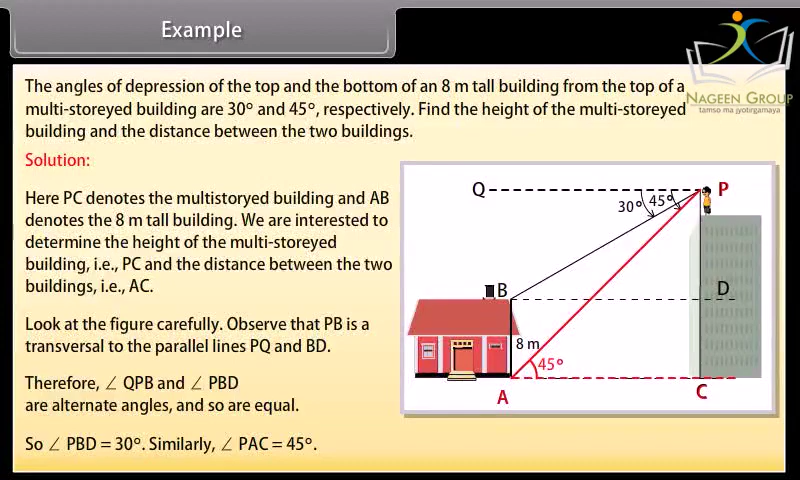 Example
NAGEEN GROUP
tamso ma jyotirgamaya
The angles of depression of the top and the bottom of an 8 m tall building from the top of a
multi-storeyed building are 30° and 45°, respectively. Find the height of the multi-storeyed
building and the distance between the two buildings.
Solution:
Here PC denotes the multistoryed building and AB
denotes the 8 m tall building. We are interested to
determine the height of the multi-storeyed
building, i.e., PC and the distance between the two
buildings, i.e., AC.
Look at the figure carefully. Observe that PB is a
transversal to the parallel lines PQ and BD.
Therefore, ∠ QPB and ∠ PBD
are alternate angles, and so are equal.
So ∠ PBD = 30°. Similarly, ∠ PAC = 45°.
Q
P
30°
45°
B
D
8 m
45°
A
C